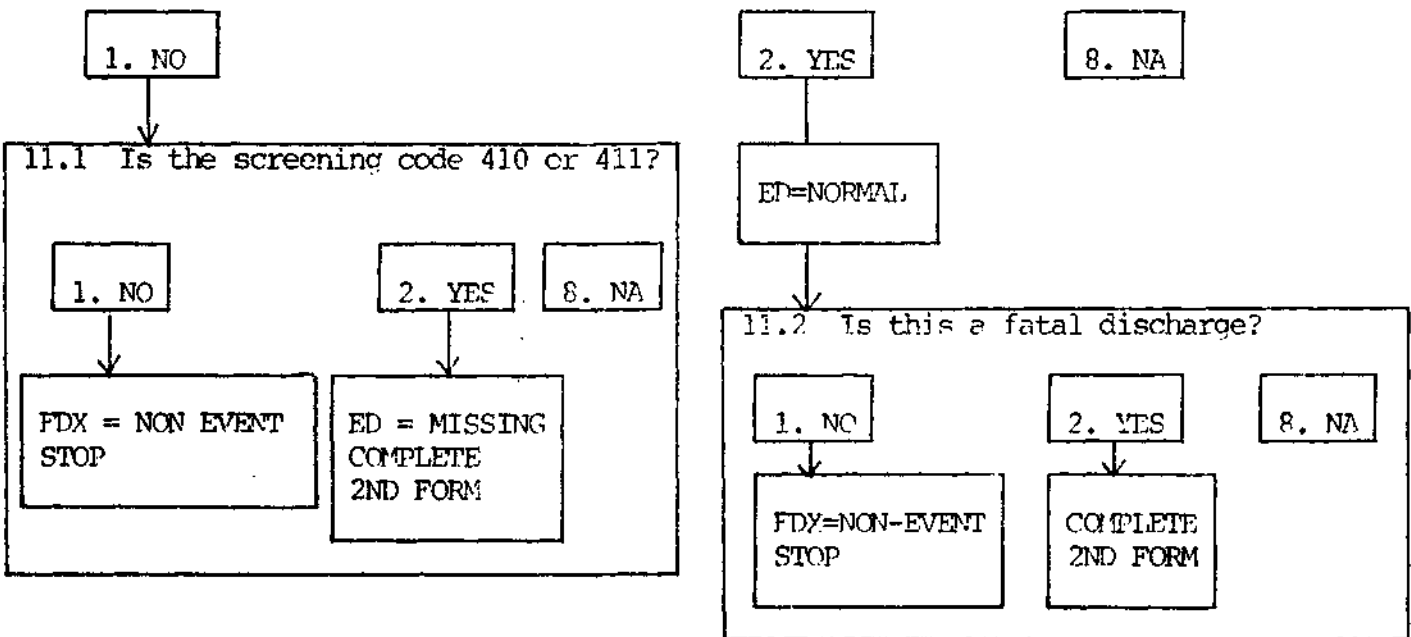 1. NO
2. YES
8. NA
11.1 Is the screening code 410 or 411?
1. NO
2. YES
8. NA
FDX = NON EVENT
STOP
ED = MISSING
COMPLETE
2ND FORM
ED=NORMAL
11.2 Is this a fatal discharge?
1. NO
2. YES
8. NA
FDX=NON-EVENT
STOP
COMPLETE
2ND FORM